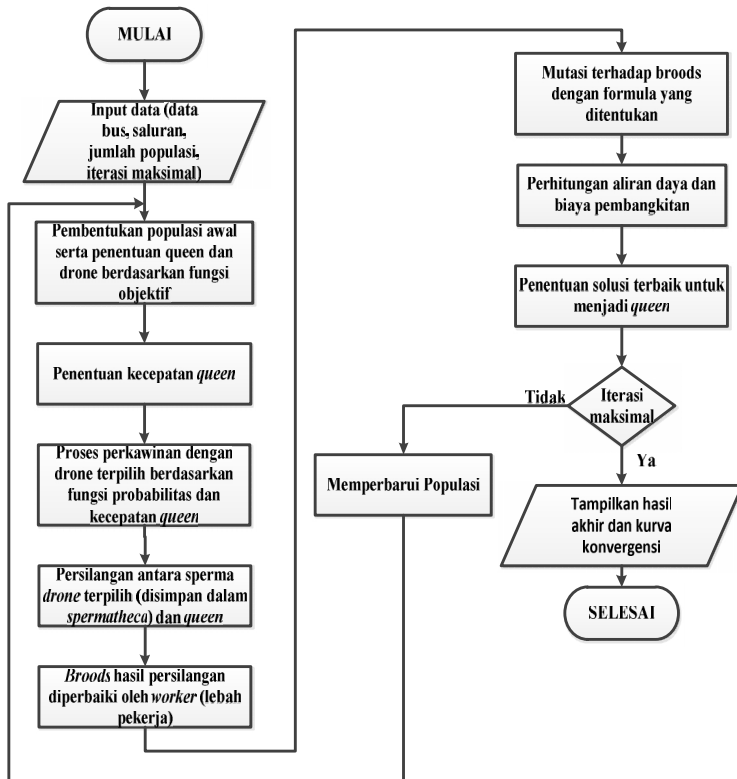 MULAI
Input data (data
bus, saluran,
jumlah populasi,
iterasi maksimal)
Pembentukan populasi awal
serta penentuan queen dan
drone berdasarkan fungsi
objektif
Penentuan kecepatan queen
Proses perkawinan dengan
drone terpilih berdasarkan
fungsi probabilitas dan
kecepatan queen
Persilangan antara sperma
drone terpilih (disimpan dalam
spermatheca) dan queen
Broods hasil persilangan
diperbaiki oleh worker (lebah
pekerja)
Mutasi terhadap broods
dengan formula yang
ditentukan
Perhitungan aliran daya dan
biaya pembangkitan
Penentuan solusi terbaik untuk
menjadi queen
Iterasi
maksimal
Tidak
Ya
Memperbarui Populasi
Tampilkan hasil
akhir dan kurva
konvergensi
SELESAI